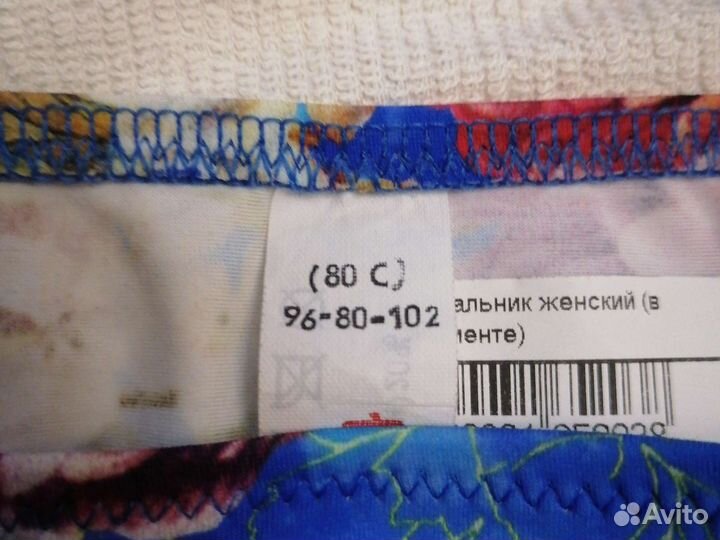 (80 C)
96-80-102
альник женский (в
менте)
Avito